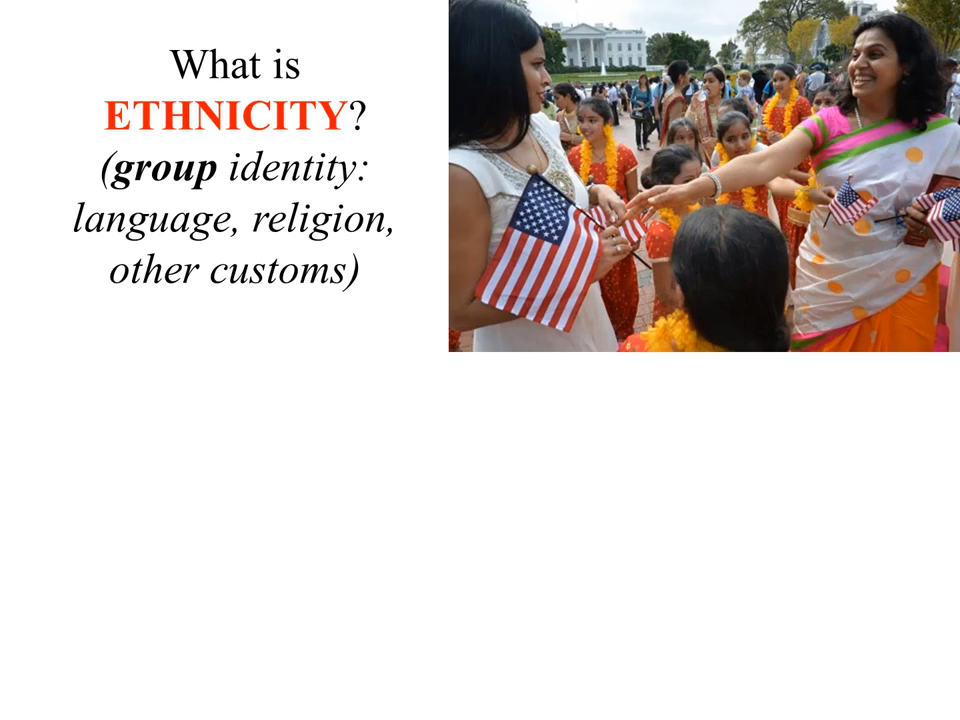 What is
ETHNICITY?
(group identity:
language, religion,
other customs)